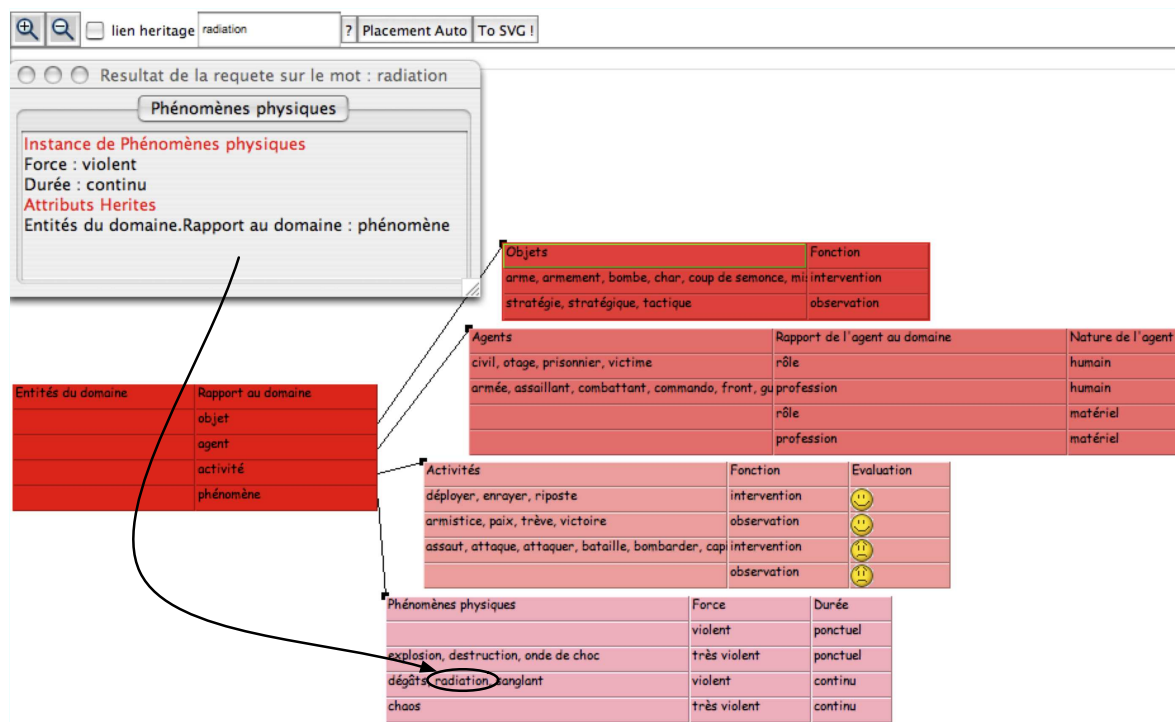 lien heritage radiation ? Placement Auto To SVG !
Resultat de la requete sur le mot : radiation
Phénomènes physiques
Instance de Phénomènes physiques
Force : violent
Durée : continu
Attributs Herites
Entités du domaine.Rapport au domaine : phénomène
Objets Fonction
arme, armement, bombe, char, coup de semonce, mi intervention
stratégie, stratégique, tactique observation
Agents Rapport de l'agent au domaine Nature de l'agent
civil, otage, prisonnier, victime rôle humain
armée, assaillant, combattant, commando, front, gu profession humain
rôle matériel
profession matériel
Entités du domaine Rapport au domaine
objet
agent
activité
phénomène
Activités Fonction Evaluation
déployer, enrayer, riposte intervention
armistice, paix, trève, victoire observation
assaut, attaque, attaquer, bataille, bombarder, capi intervention
observation
Phénomènes physiques Force Durée
violent ponctuel
explosion, destruction, onde de choc très violent ponctuel
dégâts, radiation, sanglant violent continu
chaos très violent continu